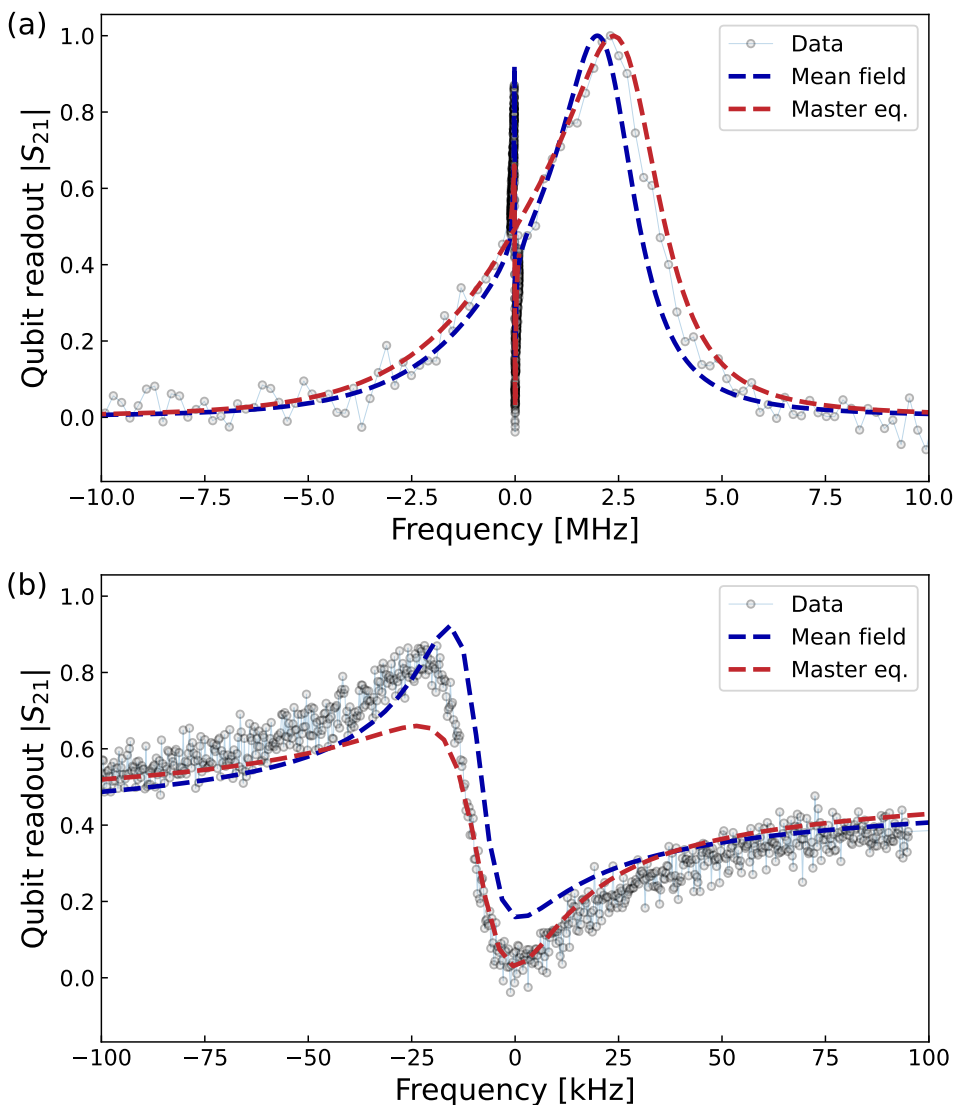 (a)
Qubit readout |S₂₁|
1.0
0.8
0.6
0.4
0.2
0.0
Data
Mean field
Master eq.
−10.0 −7.5 −5.0 −2.5 0.0 2.5 5.0 7.5 10.0
Frequency [MHz]
(b)
Qubit readout |S₂₁|
1.0
0.8
0.6
0.4
0.2
0.0
Data
Mean field
Master eq.
−100 −75 −50 −25 0 25 50 75 100
Frequency [kHz]